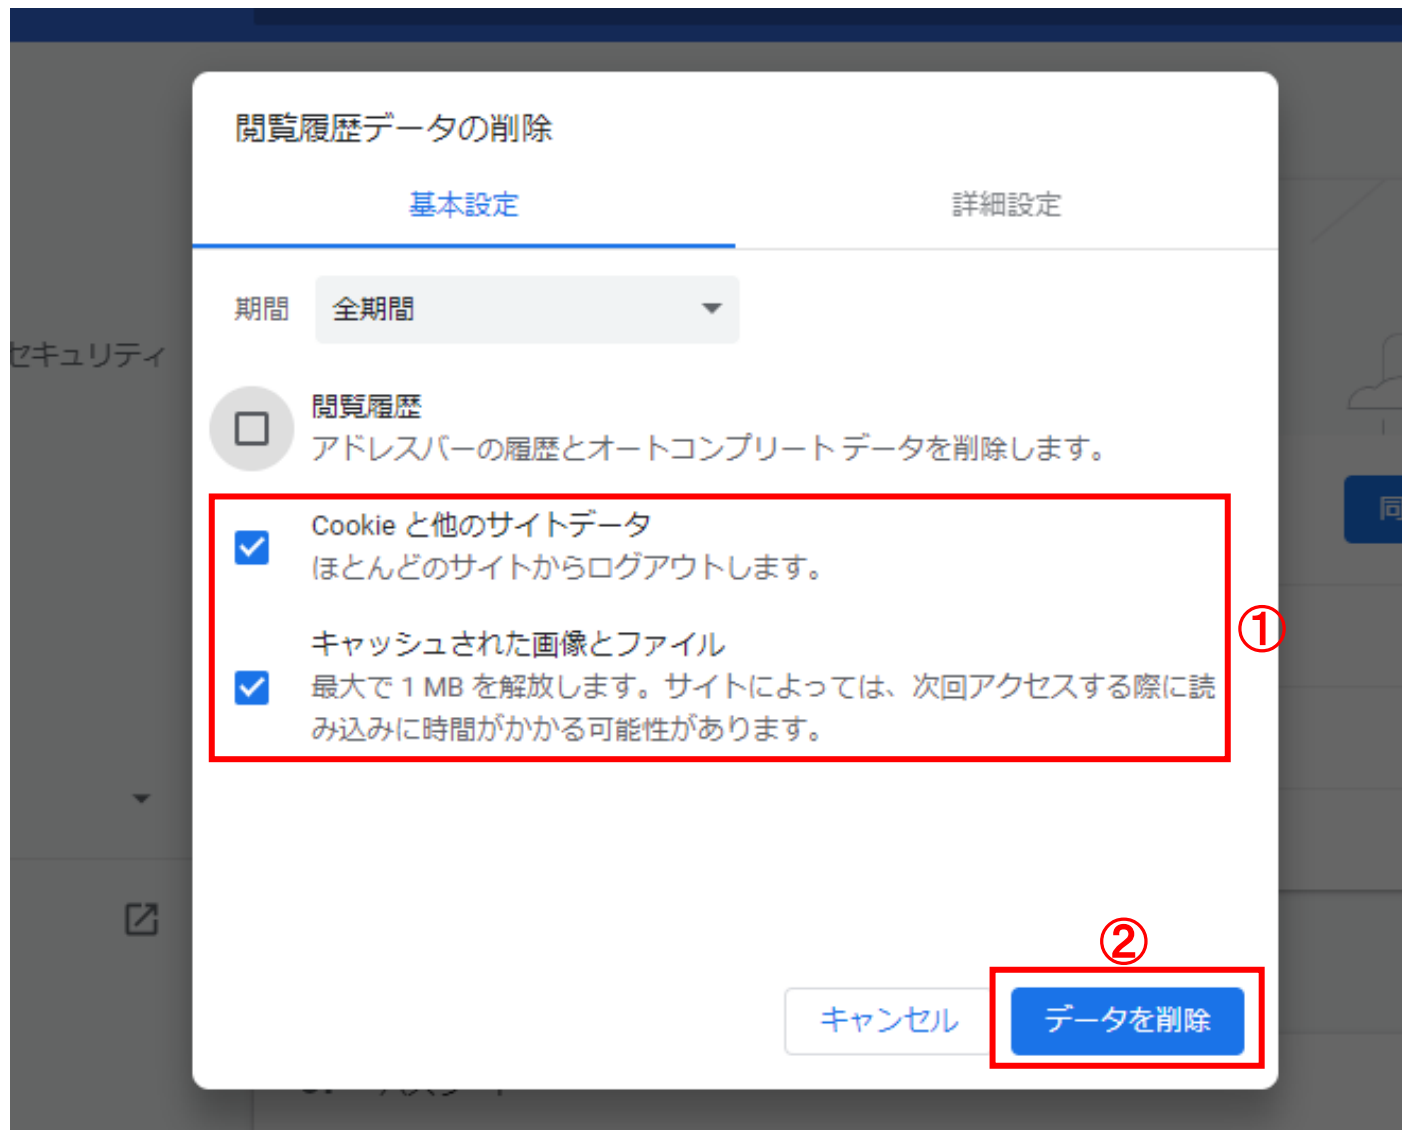 閲覧履歴データの削除
基本設定
詳細設定
期間
全期間
セキュリティ
閲覧履歴
アドレスバーの履歴とオートコンプリート データを削除します。
Cookie と他のサイトデータ
ほとんどのサイトからログアウトします。
①
キャッシュされた画像とファイル
最大で 1 MB を解放します。サイトによっては、次回アクセスする際に読
み込みに時間がかかる可能性があります。
②
キャンセル
データを削除